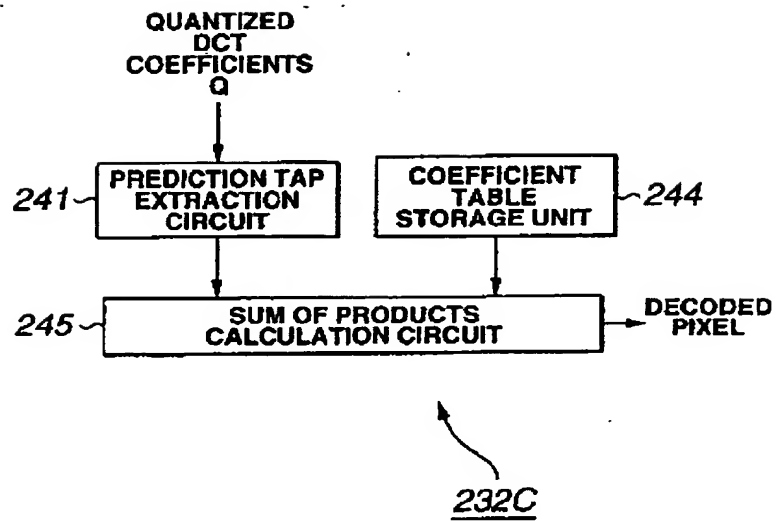 QUANTIZED
DCT
COEFFICIENTS
Q
241
PREDICTION TAP
EXTRACTION
CIRCUIT
COEFFICIENT
TABLE
STORAGE UNIT
244
245
SUM OF PRODUCTS
CALCULATION CIRCUIT
DECODED
PIXEL
232C